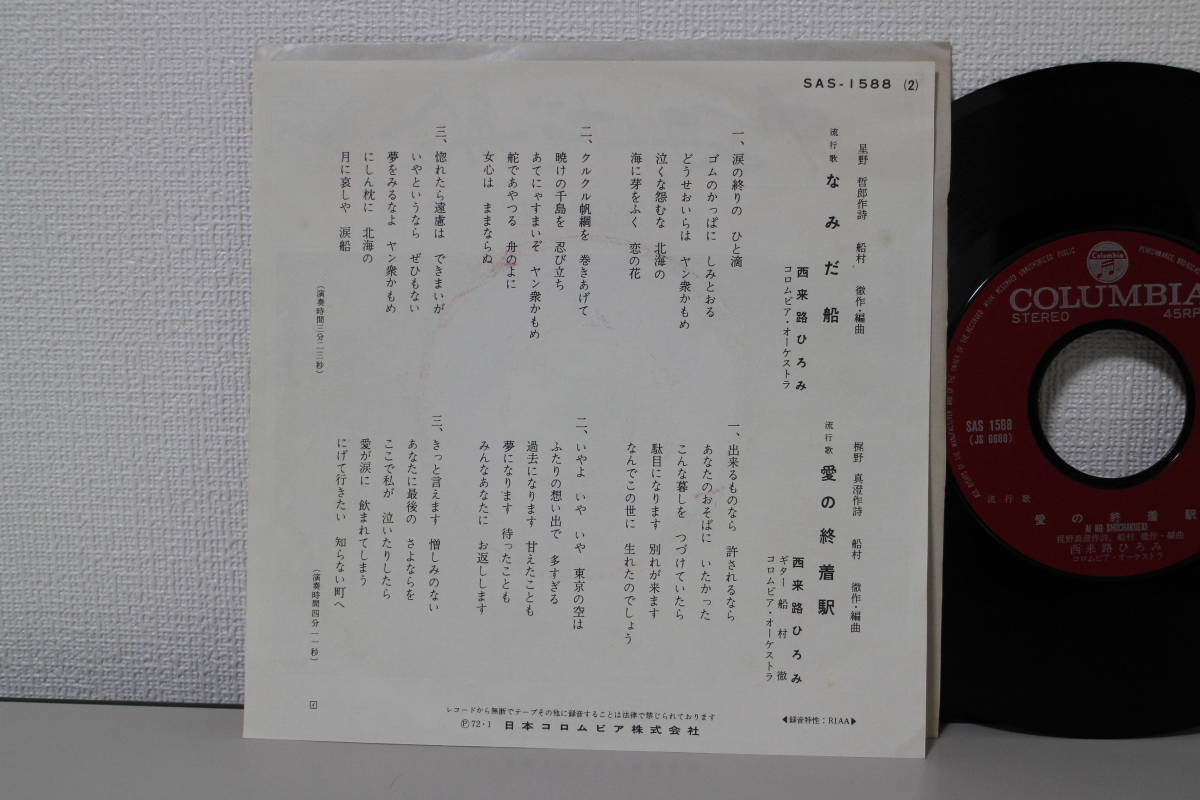 SAS-1588 (2)
星野 哲郎作詩 船村 徹作・編曲
流行歌 なみだ船
西来路ひろみ
コロムビア・オーケストラ
一、涙の終りの ひと滴
ゴムのかっぱに しみとおる
どうせおいらは ヤン衆かもめ
泣くな怨むな 北海の
海に芽をふく 恋の花
二、クルクル帆綱を 巻きあげて
暁けの千島を 忍び立ち
あてにゃすまいぞ ヤン衆かもめ
舵であやつる 舟のよに
女心は ままならぬ
三、惚れたら遠慮は できまいが
いやというなら ぜひもない
夢をみるなよ ヤン衆かもめ
にしん枕に 北海の
月に哀しや 涙船
(演奏時間三分二三秒)
梶野 真澄作詩 船村 徹作・編曲
流行歌 愛の終着駅
西来路ひろみ
ギター 船村 徹
コロムビア・オーケストラ
一、出来るものなら 許されるなら
あなたのおそばに いたかった
こんな暮しを つづけていたら
駄目になります 別れが来ます
なんでこの世に 生れたのでしょう
二、いやよ いや いや 東京の空は
ふたりの想い出で 多すぎる
過去になります 甘えたことも
夢になります 待ったことも
みんなあなたに お返しします
三、きっと言えます 憎しみのない
あなたに最後の さよならを
ここで私が 泣いたりしたら
愛が涙に 飲まれてしまう
にげて行きたい 知らない町へ
(演奏時間四分一一秒)
レコードから無断でテープその他に録音することは法律で禁じられております
Ⓟ72・1 日本コロムビア株式会社
◀録音特性:RIAA▶
Columbia
COLUMBIA
STEREO
45RP
SAS 1588
(JS 0688)
流行歌
愛の終着駅
AI NO SHUCHAKUEKI
梶野真澄作詩、船村 徹作・編曲
西来路ひろみ
コロムビア・オーケストラ